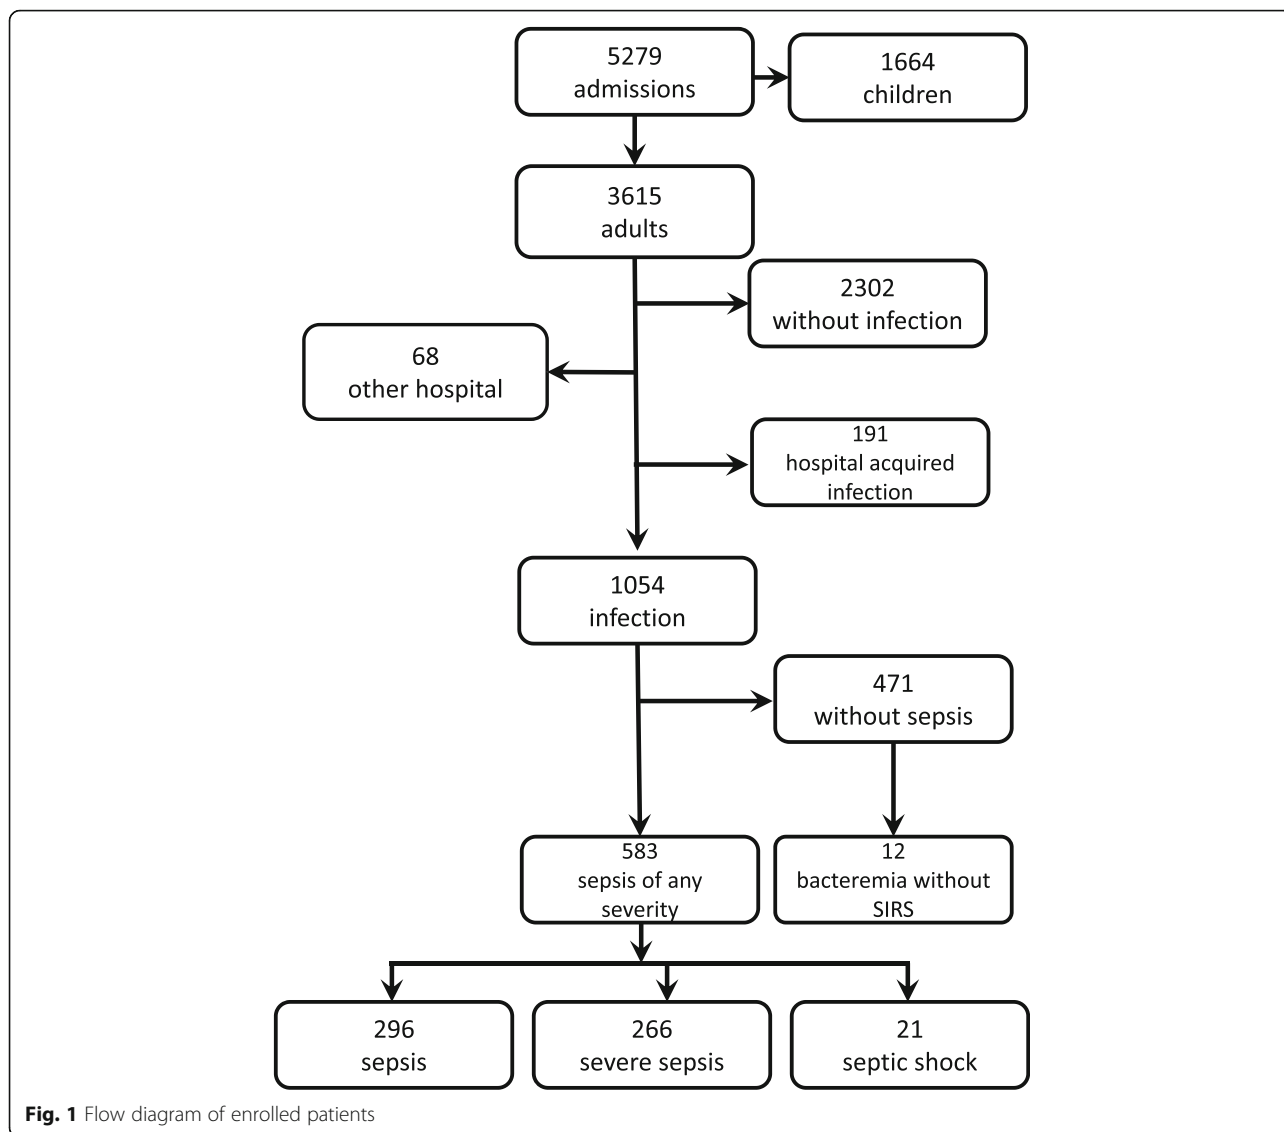 5279
admissions
1664
children
3615
adults
2302
without infection
68
other hospital
191
hospital acquired
infection
1054
infection
471
without sepsis
583
sepsis of any
severity
12
bacteremia without
SIRS
296
sepsis
266
severe sepsis
21
septic shock
Fig. 1 Flow diagram of enrolled patients